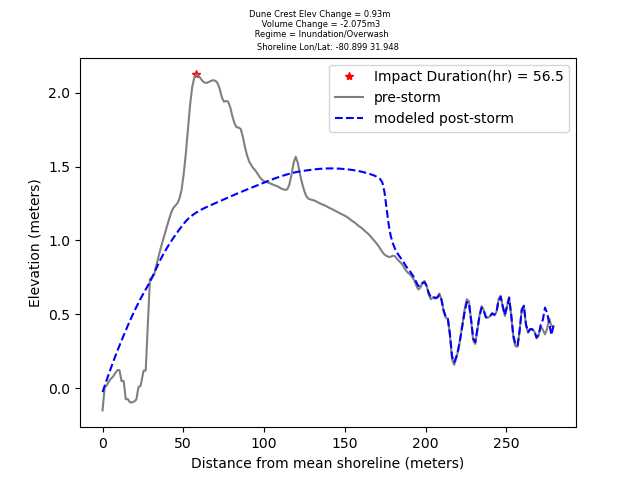 Dune Crest Elev Change = 0.93m
Volume Change = -2.075m3
Regime = Inundation/Overwash
Shoreline Lon/Lat: -80.899 31.948
Impact Duration(hr) = 56.5
pre-storm
modeled post-storm
2.0
1.5
1.0
0.5
0.0
Elevation (meters)
0 50 100 150 200 250
Distance from mean shoreline (meters)